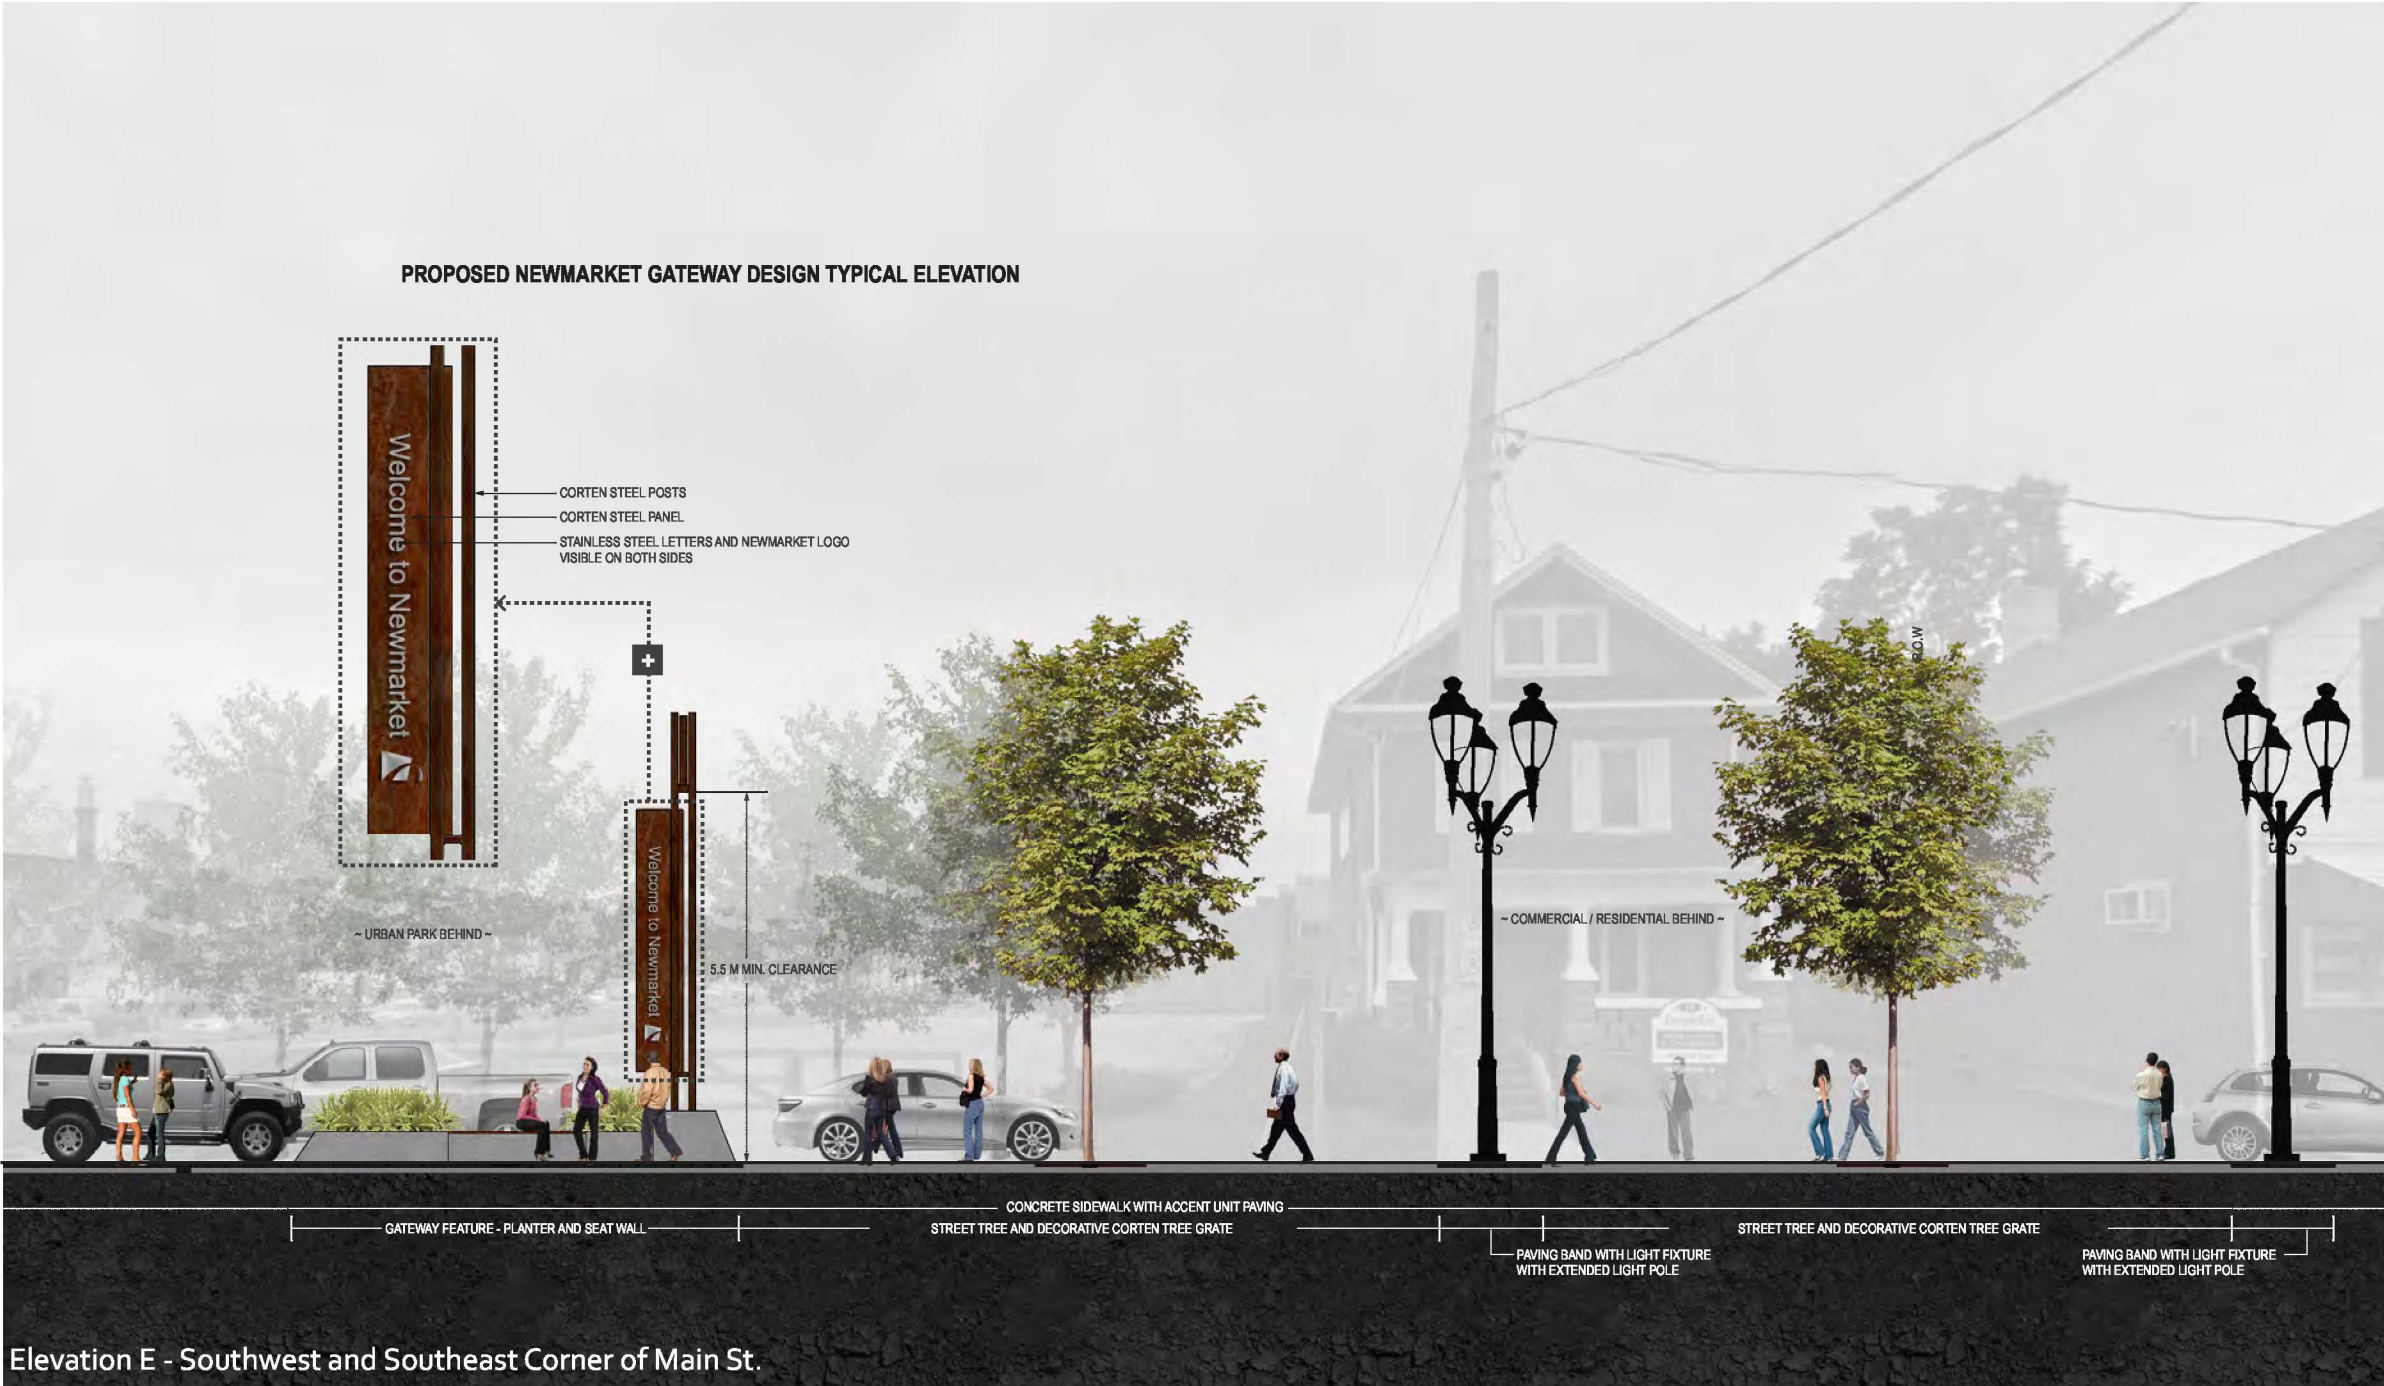 PROPOSED NEWMARKET GATEWAY DESIGN TYPICAL ELEVATION
Welcome to Newmarket
CORTEN STEEL POSTS
CORTEN STEEL PANEL
STAINLESS STEEL LETTERS AND NEWMARKET LOGO
VISIBLE ON BOTH SIDES
R.O.W
Welcome to Newmarket
~ URBAN PARK BEHIND ~
5.5 M MIN. CLEARANCE
~ COMMERCIAL / RESIDENTIAL BEHIND ~
CONCRETE SIDEWALK WITH ACCENT UNIT PAVING
GATEWAY FEATURE - PLANTER AND SEAT WALL
STREET TREE AND DECORATIVE CORTEN TREE GRATE
STREET TREE AND DECORATIVE CORTEN TREE GRATE
PAVING BAND WITH LIGHT FIXTURE
WITH EXTENDED LIGHT POLE
PAVING BAND WITH LIGHT FIXTURE
WITH EXTENDED LIGHT POLE
Elevation E - Southwest and Southeast Corner of Main St.